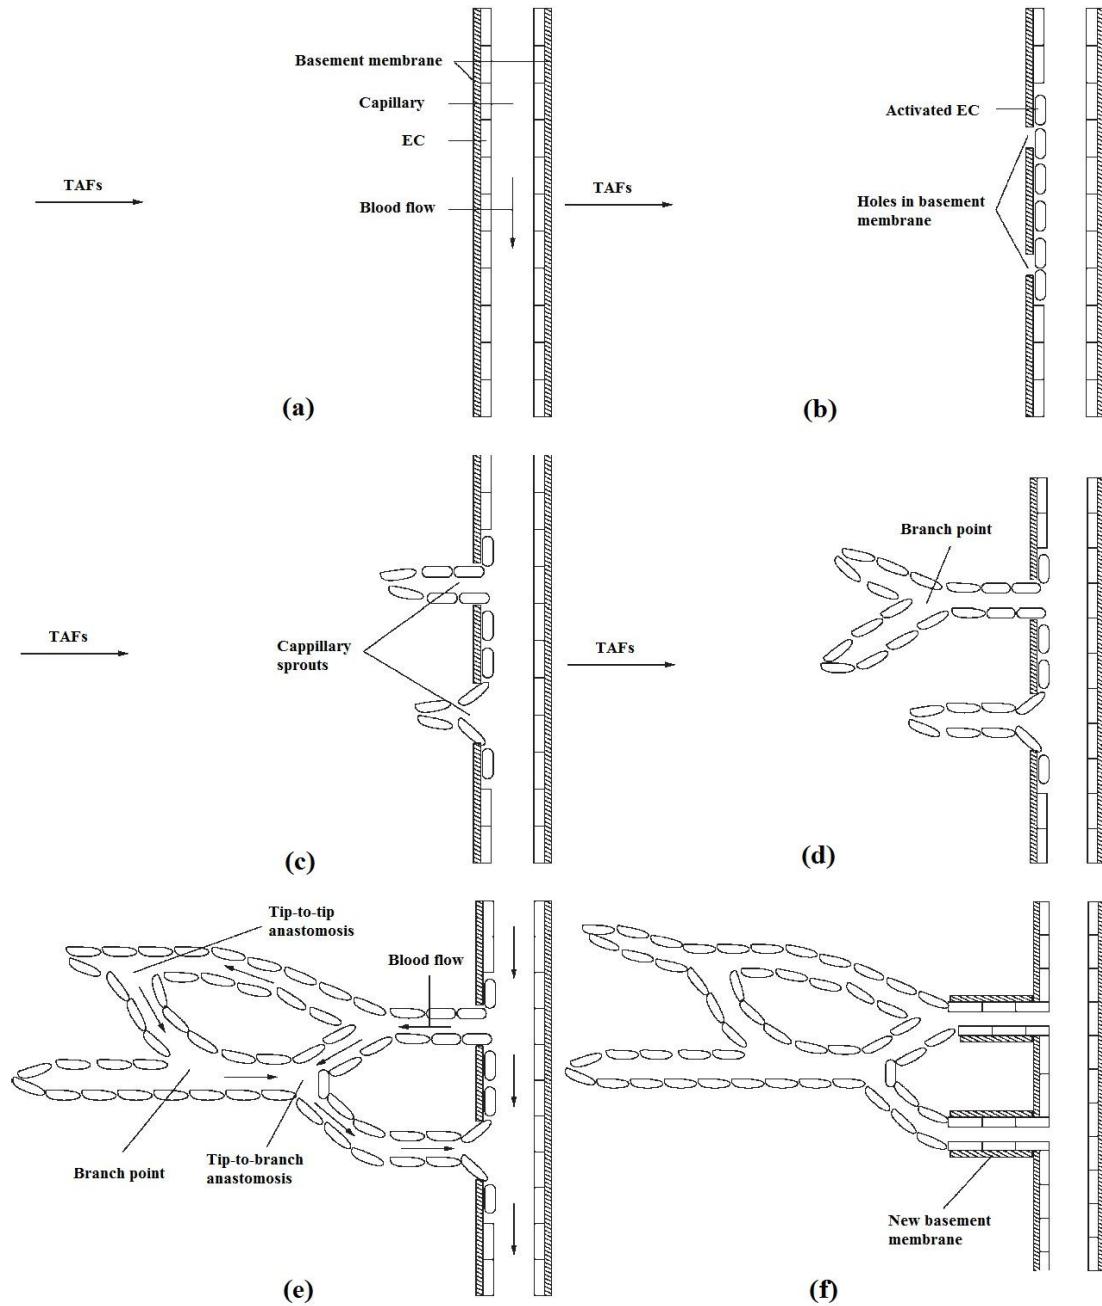 Basement membrane
Capillary
EC
TAFs
Blood flow
(a)
Activated EC
TAFs
Holes in basement
membrane
(b)
TAFs
Cappillary
sprouts
(c)
Branch point
TAFs
(d)
Tip-to-tip
anastomosis
Blood flow
Branch point
Tip-to-branch
anastomosis
(e)
New basement
membrane
(f)